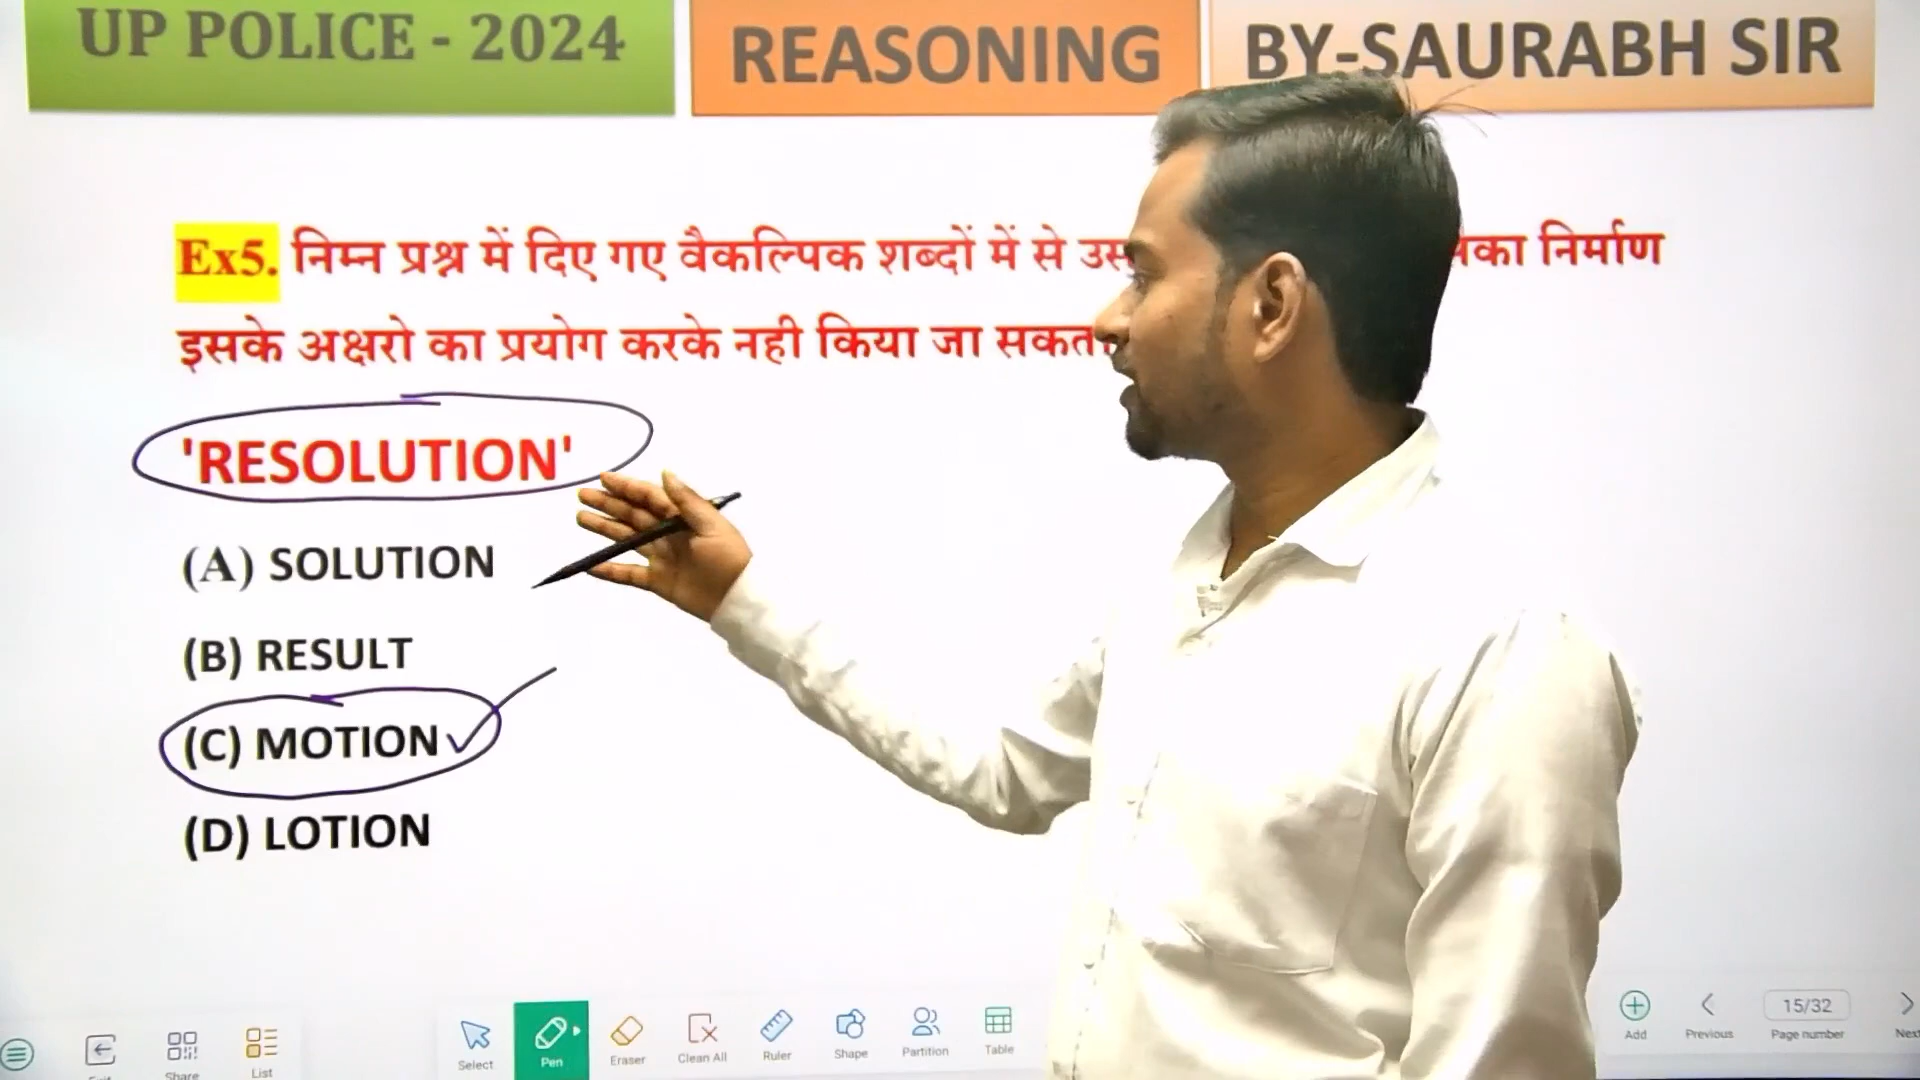 UP POLICE - 2024
REASONING
BY-SAURABH SIR
Ex5. निम्न प्रश्न में दिए गए वैकल्पिक शब्दों में से निर्माण
इसके अक्षरो का प्रयोग करके नही किया जा
'RESOLUTION'
(A) SOLUTION
(B) RESULT
(C) MOTION
(D) LOTION
Share
List
Select
Pen
Eraser
Clean All
Ruler
Shape
Partition
Table
Add
Previous
15/32
Page number